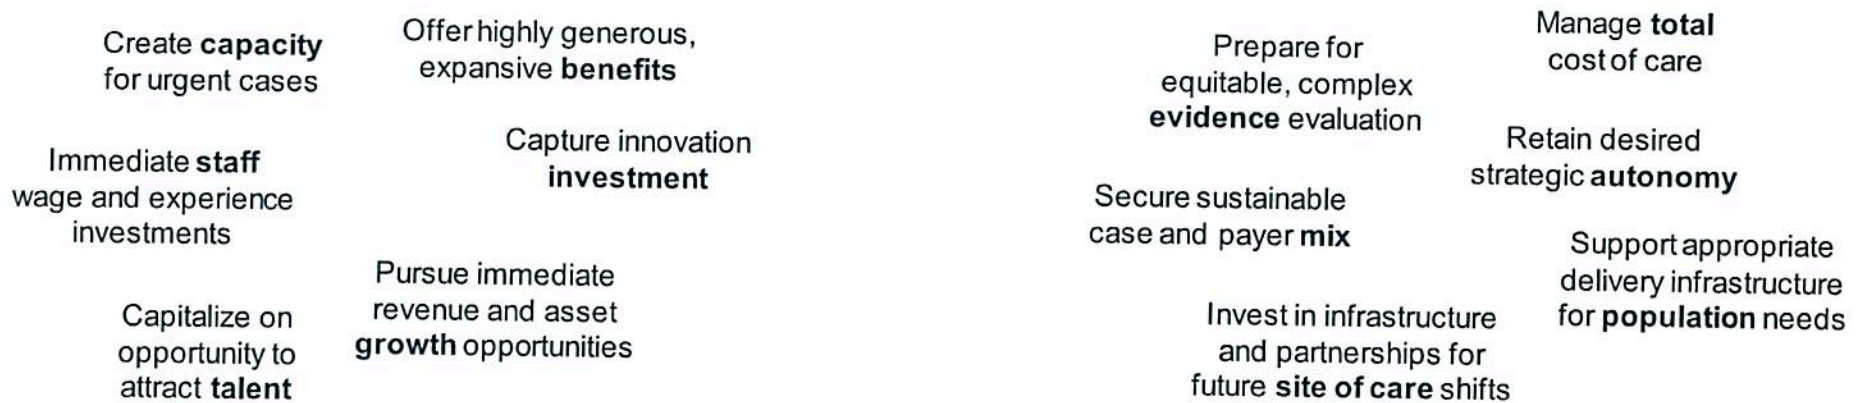 Create capacity
for urgent cases
Offer highly generous,
expansive benefits
Immediate staff
wage and experience
investments
Capture innovation
investment
Capitalize on
opportunity to
attract talent
Pursue immediate
revenue and asset
growth opportunities
Prepare for
equitable, complex
evidence evaluation
Manage total
cost of care
Secure sustainable
case and payer mix
Retain desired
strategic autonomy
Invest in infrastructure
and partnerships for
future site of care shifts
Support appropriate
delivery infrastructure
for population needs